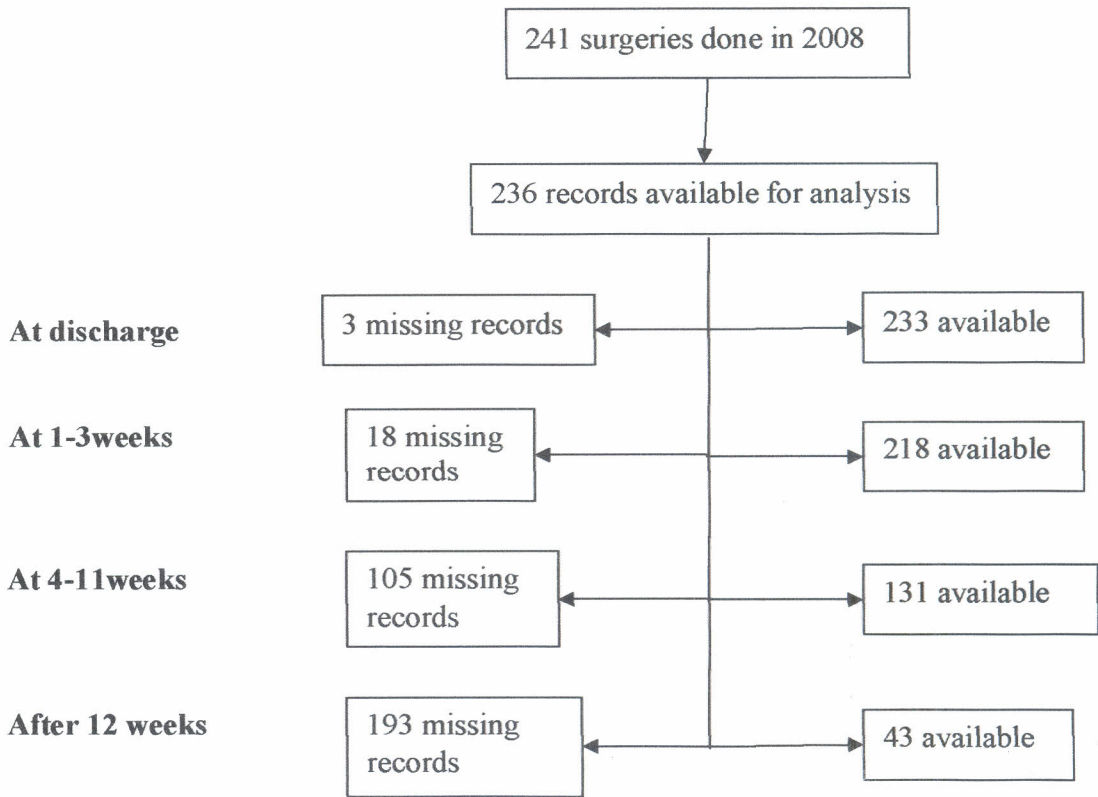 241 surgeries done in 2008
236 records available for analysis
At discharge
3 missing records
233 available
At 1-3weeks
18 missing
records
218 available
At 4-11weeks
105 missing
records
131 available
After 12 weeks
193 missing
records
43 available